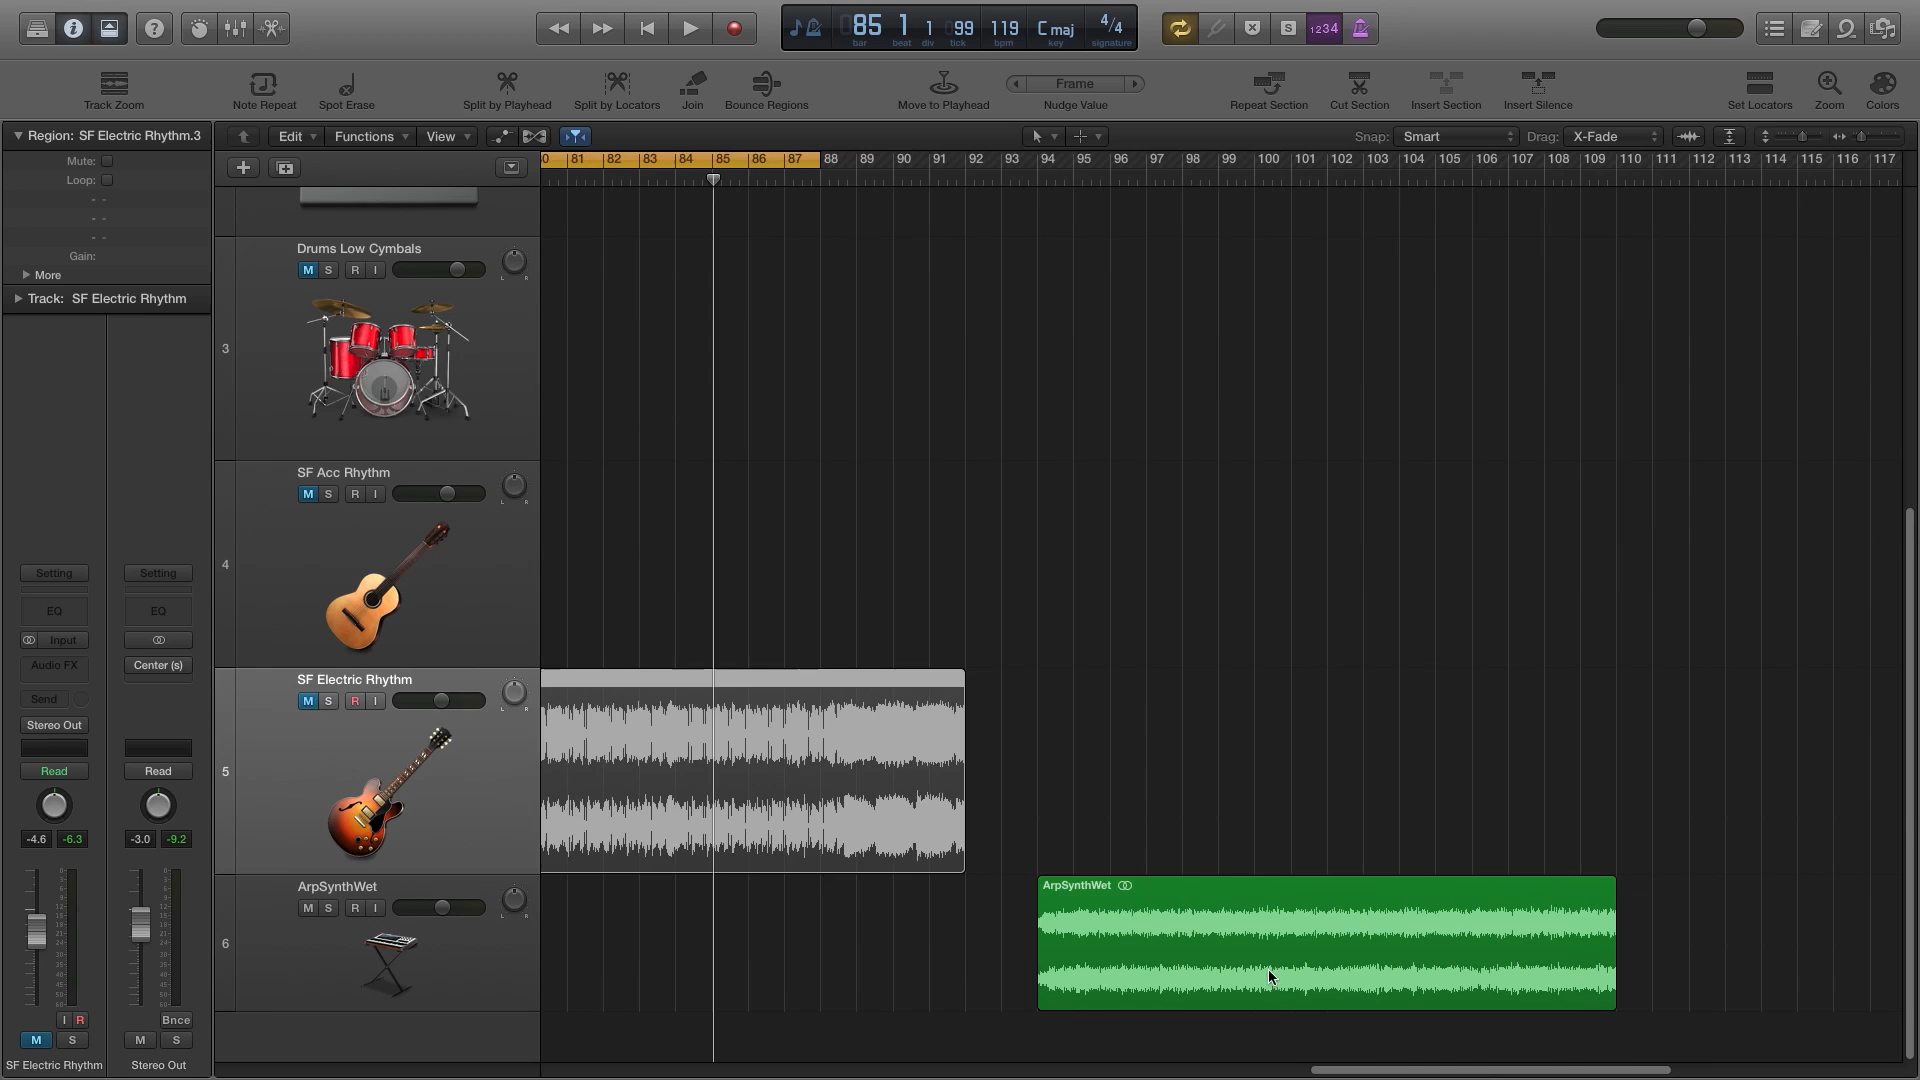 85 1 1 99 119 C maj 4/4
bar beat div tick bpm key signature
S 1234
Track Zoom Note Repeat Spot Erase Split by Playhead Split by Locators Join Bounce Regions Move to Playhead Frame Nudge Value Repeat Section Cut Section Insert Section Insert Silence Set Locators Zoom Colors
Region: SF Electric Rhythm.3
Edit Functions View Snap: Smart Drag: X-Fade
Mute:
Loop:
- -
- -
- -
Gain:
More
Track: SF Electric Rhythm
0 81 82 83 84 85 86 87 88 89 90 91 92 93 94 95 96 97 98 99 100 101 102 103 104 105 106 107 108 109 110 111 112 113 114 115 116 117
Drums Low Cymbals
M S R I
L R
3
SF Acc Rhythm
M S R I
L R
4
SF Electric Rhythm
M S R I
L R
5
ArpSynthWet
M S R I
L R
6
ArpSynthWet
Setting Setting
EQ EQ
Input
Audio FX Center (s)
Send
Stereo Out
Read Read
-4.6 -6.3 -3.0 -9.2
I R Bnce
M S M S
SF Electric Rhythm Stereo Out